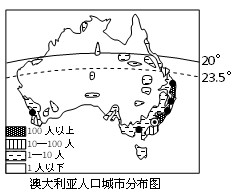 20°
23.5°
100 人以上
10—100 人
1—10 人
1 人以下
澳大利亚人口城市分布图